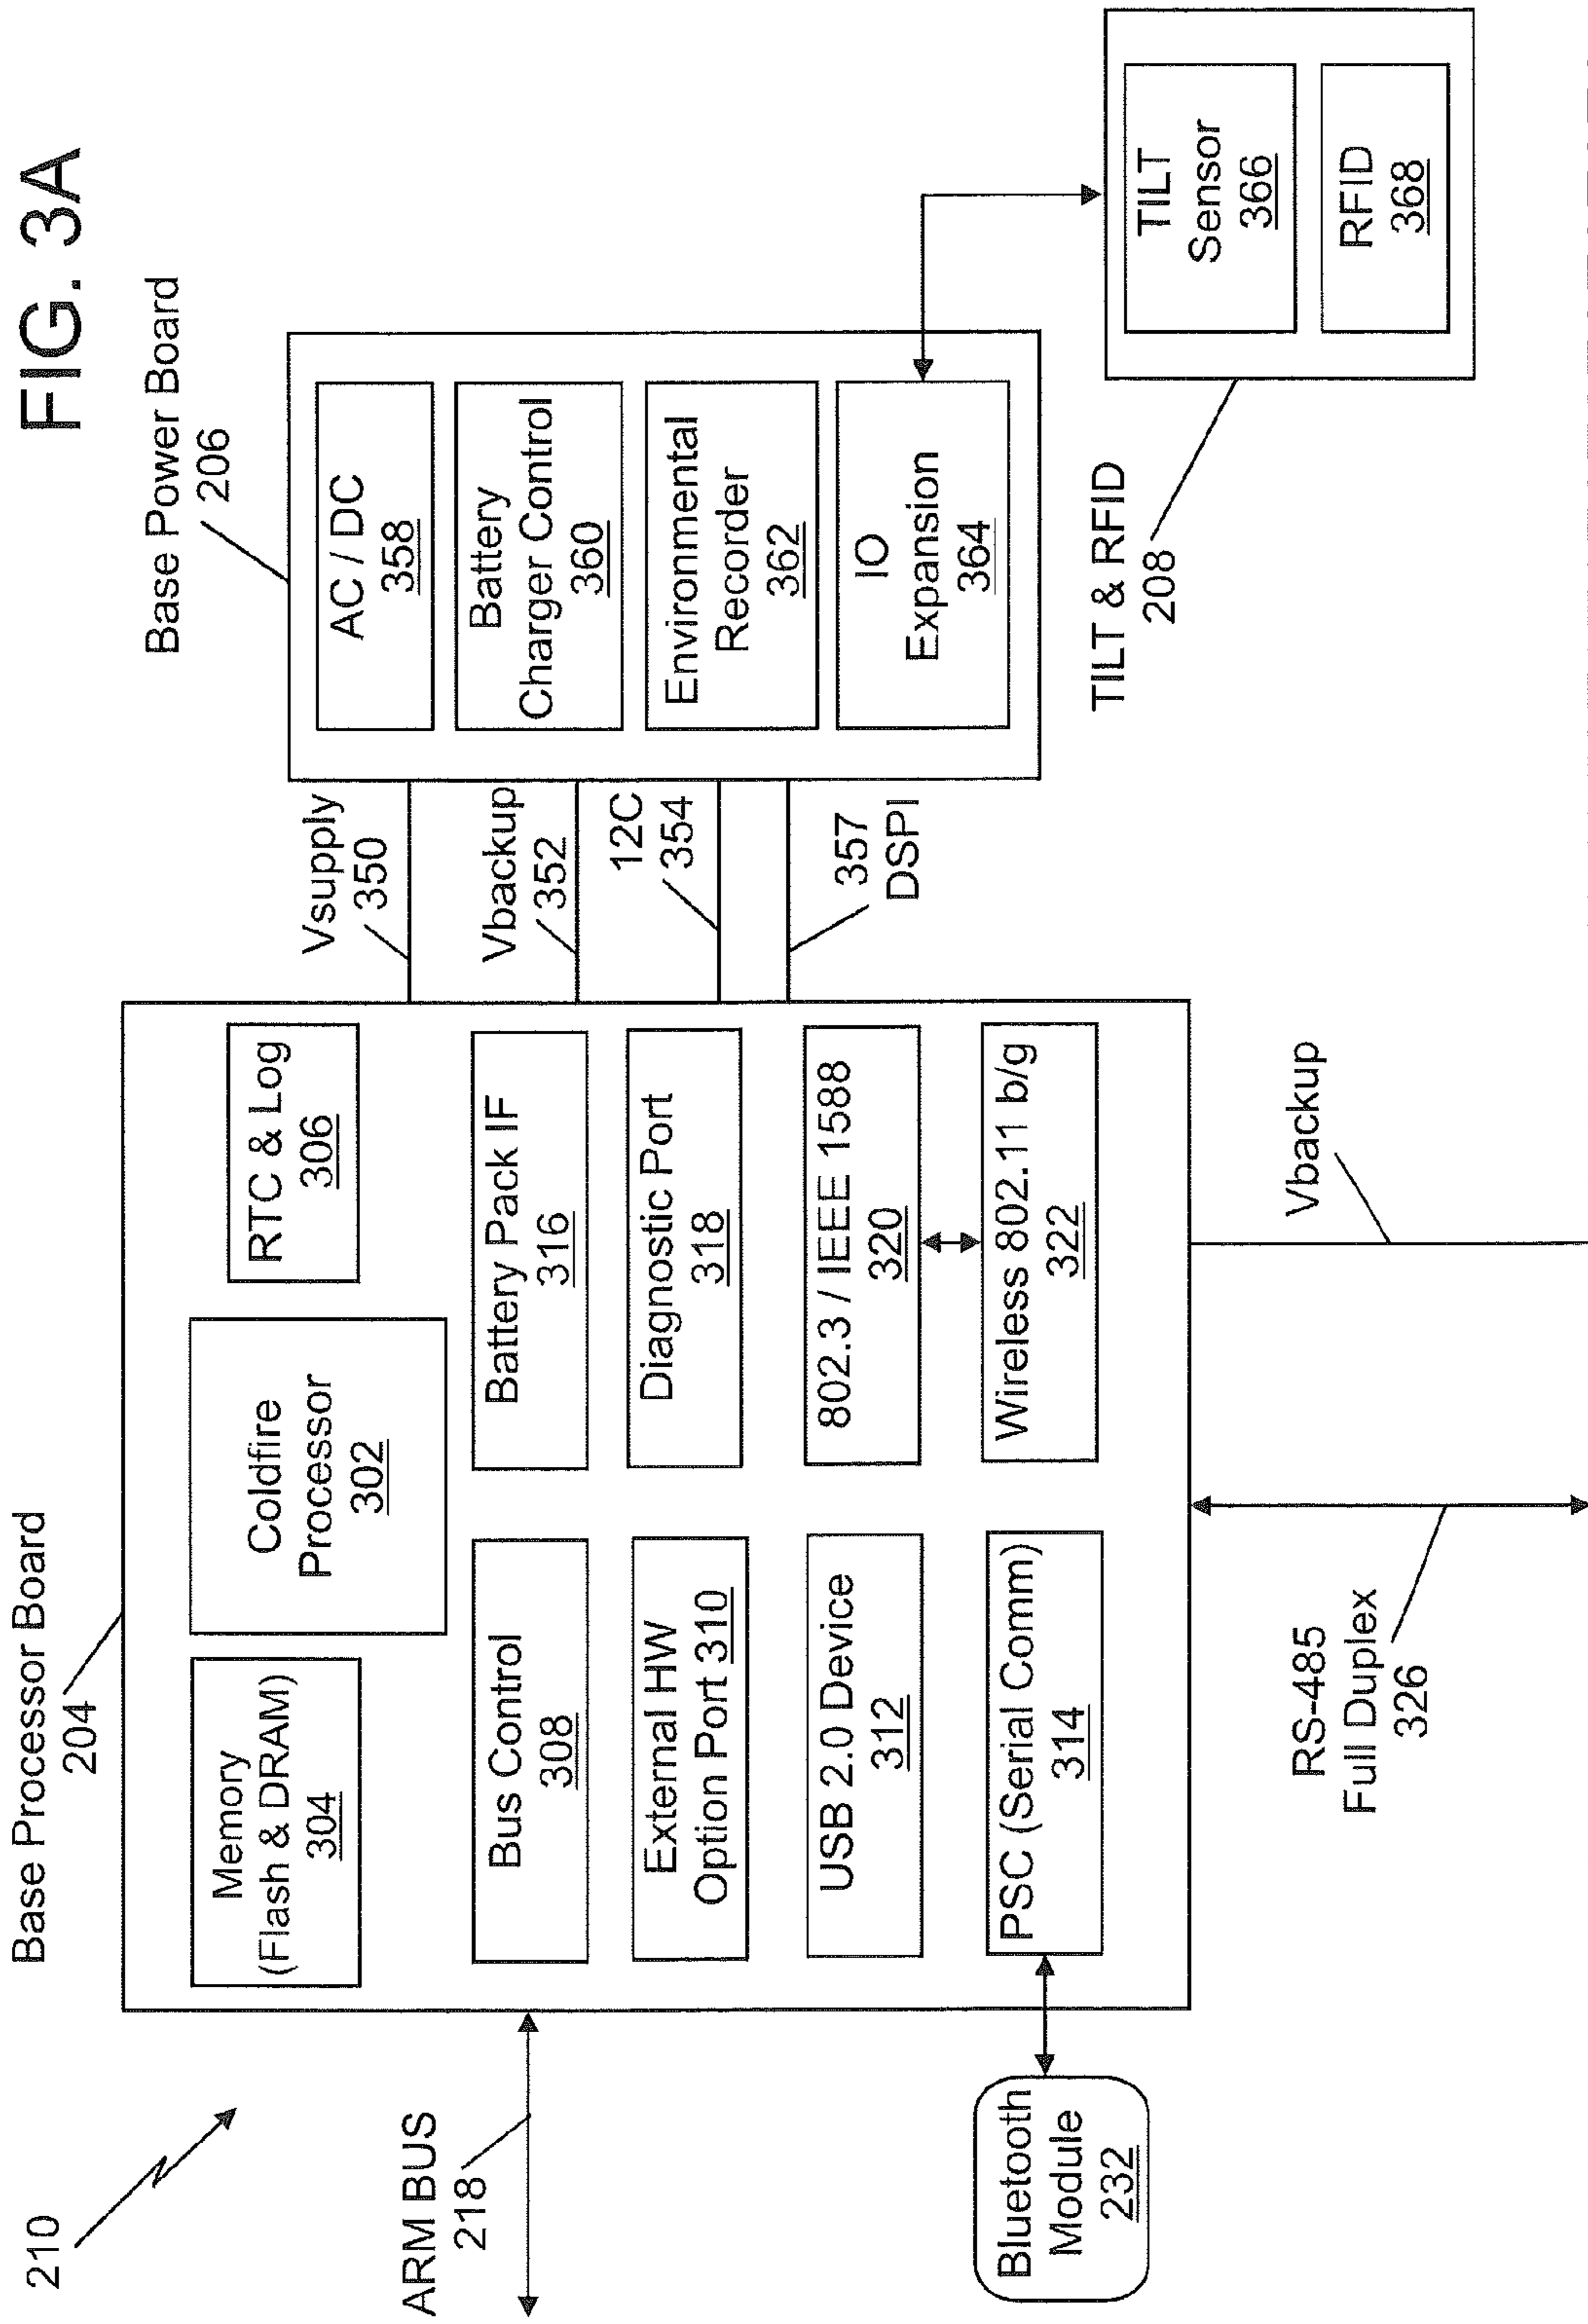 FIG. 3A
210
Base Processor Board
204
Memory
(Flash & DRAM)
304
Coldfire
Processor
302
RTC & Log
306
Bus Control
308
Battery Pack IF
316
External HW
Option Port 310
Diagnostic Port
318
USB 2.0 Device
312
802.3 / IEEE 1588
320
PSC (Serial Comm)
314
Wireless 802.11 b/g
322
ARM BUS
218
Bluetooth
Module
232
RS-485
Full Duplex
326
Vbackup
Vsupply
350
Vbackup
352
12C
354
357
DSPI
Base Power Board
206
AC / DC
358
Battery
Charger Control
360
Environmental
Recorder
362
IO
Expansion
364
TILT & RFID
208
TILT
Sensor
366
RFID
368